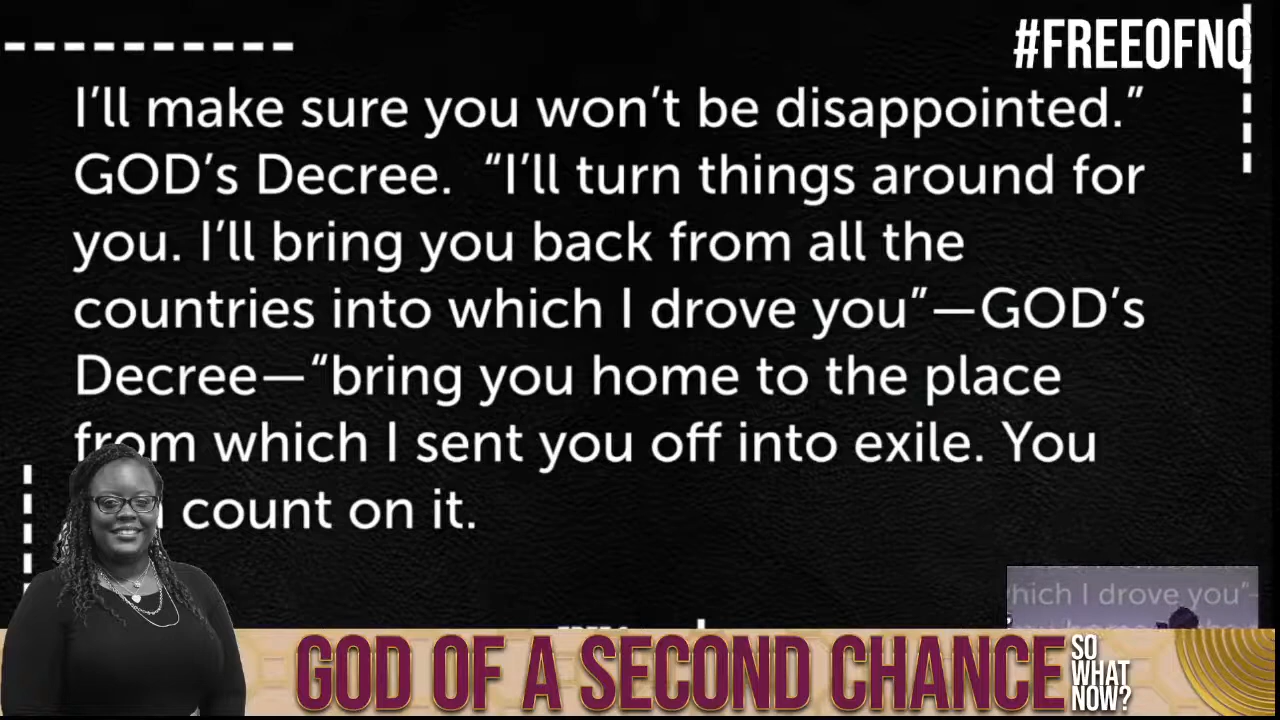 #FREEOFNO
I’ll make sure you won’t be disappointed.”
GOD’s Decree. “I’ll turn things around for
you. I’ll bring you back from all the
countries into which I drove you”—GOD’s
Decree—“bring you home to the place
from which I sent you off into exile. You
count on it.
which I drove you”—
GOD OF A SECOND CHANCE
SO
WHAT
NOW?